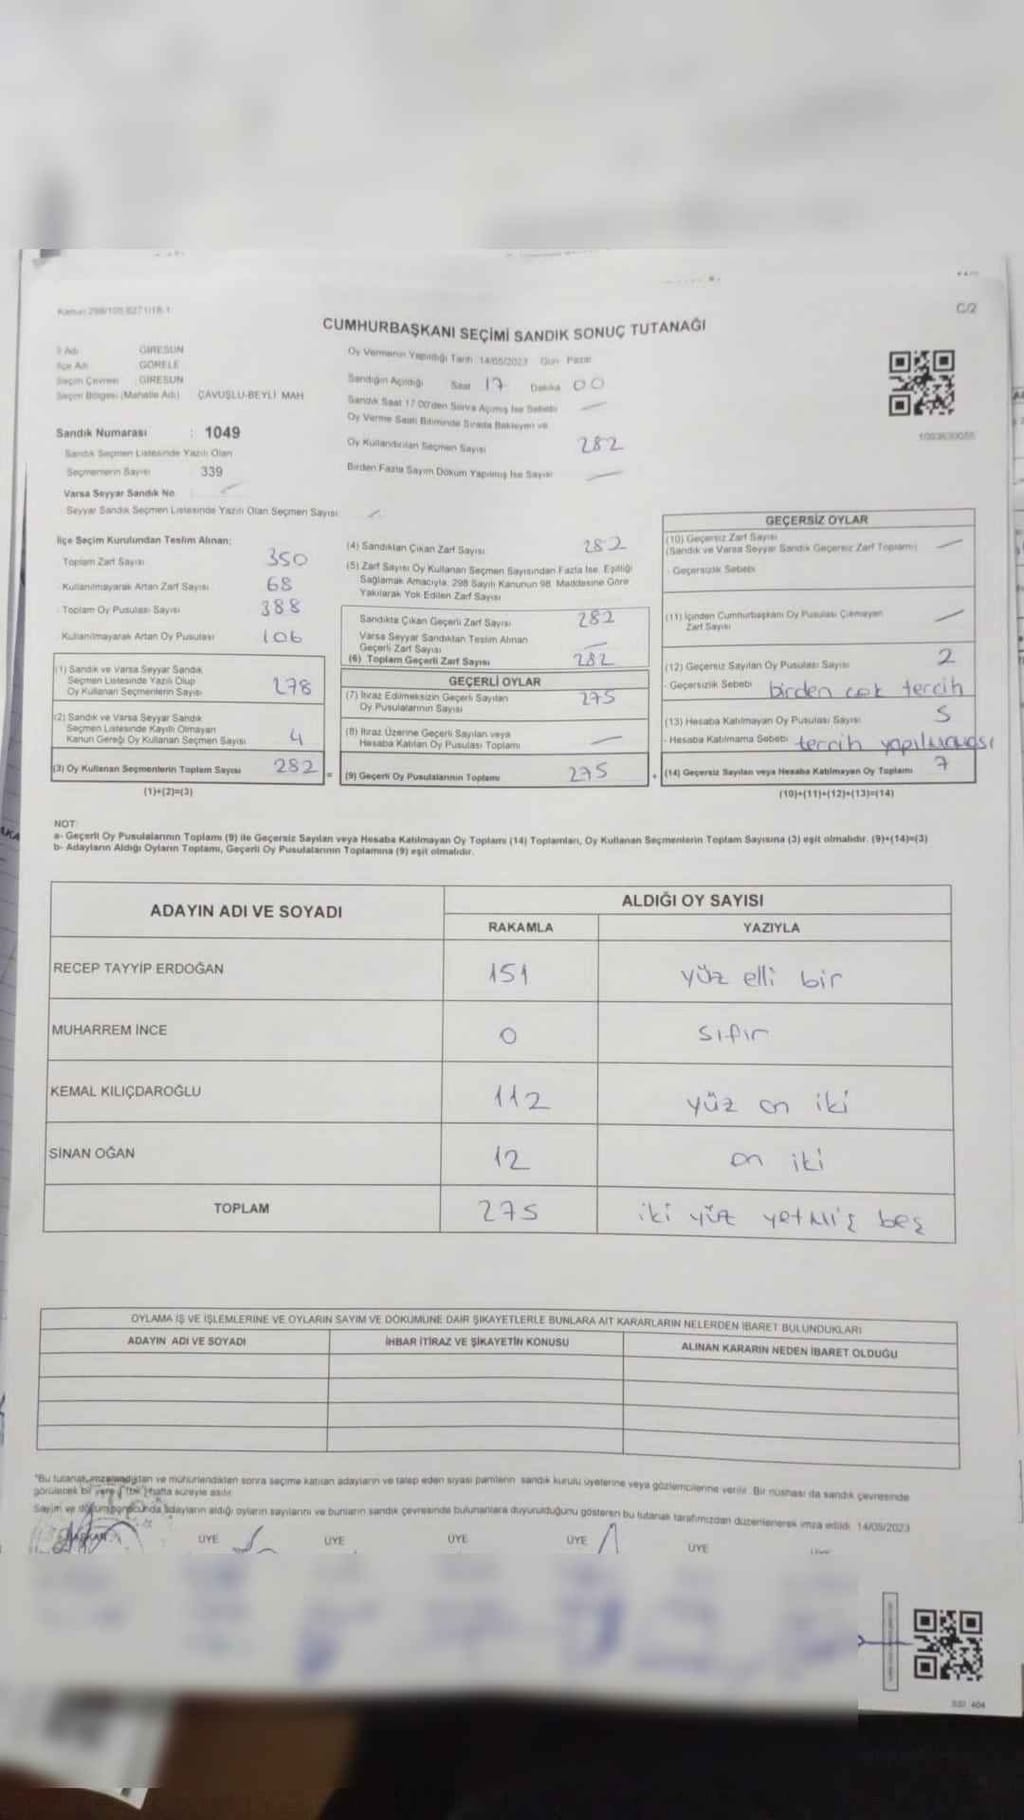 C/2
CUMHURBAŞKANI SEÇİMİ SANDIK SONUÇ TUTANAĞI
İl Adı GİRESUN
İlçe Adı GÖRELE
Seçim Çevresi GİRESUN
Seçim Bölgesi (Mahalle Adı) ÇAVUŞLU-BEYLİ MAH
Sandık Numarası : 1049
Sandık Seçmen Listesinde Yazılı Olan
Seçmenlerin Sayısı 339
Varsa Seyyar Sandık No
Seyyar Sandık Seçmen Listesinde Yazılı Olan Seçmen Sayısı
Oy Vermenin Yapıldığı Tarih 14/05/2023 Gün Pazar
Sandığın Açıldığı Saat 17 Dakika 00
Sandık Saat 17.00'den Sonra Açılmış İse Sebebi
Oy Verme Saati Bitiminde Sırada Bekleyen ve
Oy Kullandırılan Seçmen Sayısı 282
Birden Fazla Sayım Döküm Yapılmış İse Sayısı
İlçe Seçim Kurulundan Teslim Alınan:
Toplam Zarf Sayısı 350
Kullanılmayarak Artan Zarf Sayısı 68
Toplam Oy Pusulası Sayısı 388
Kullanılmayarak Artan Oy Pusulası 106
(1) Sandık ve Varsa Seyyar Sandık
Seçmen Listesinde Yazılı Olup
Oy Kullanan Seçmenlerin Sayısı 278
(2) Sandık ve Varsa Seyyar Sandık
Seçmen Listesinde Kayıtlı Olmayan
Kanun Gereği Oy Kullanan Seçmen Sayısı 4
(3) Oy Kullanan Seçmenlerin Toplam Sayısı 282 =
(1)+(2)=(3)
(4) Sandıktan Çıkan Zarf Sayısı 282
(5) Zarf Sayısı Oy Kullanan Seçmen Sayısından Fazla İse, Eşitliği
Sağlamak Amacıyla, 298 Sayılı Kanunun 98. Maddesine Göre
Yakılarak Yok Edilen Zarf Sayısı
Sandıkta Çıkan Geçerli Zarf Sayısı 282
Varsa Seyyar Sandıktan Teslim Alınan
Geçerli Zarf Sayısı
(6) Toplam Geçerli Zarf Sayısı 282
GEÇERLİ OYLAR
(7) İtiraz Edilmeksizin Geçerli Sayılan
Oy Pusulalarının Sayısı 275
(8) İtiraz Üzerine Geçerli Sayılan veya
Hesaba Katılan Oy Pusulası Toplamı
(9) Geçerli Oy Pusulalarının Toplamı 275 +
GEÇERSİZ OYLAR
(10) Geçersiz Zarf Sayısı
(Sandık ve Varsa Seyyar Sandık Geçersiz Zarf Toplamı)
- Geçersizlik Sebebi
(11) İçinden Cumhurbaşkanı Oy Pusulası Çıkmayan
Zarf Sayısı
(12) Geçersiz Sayılan Oy Pusulası Sayısı 2
- Geçersizlik Sebebi birden çok tercih
(13) Hesaba Katılmayan Oy Pusulası Sayısı 5
- Hesaba Katılmama Sebebi tercih yapılmaması
(14) Geçersiz Sayılan veya Hesaba Katılmayan Oy Toplamı 7
(10)+(11)+(12)+(13)=(14)
NOT:
a- Geçerli Oy Pusulalarının Toplamı (9) ile Geçersiz Sayılan veya Hesaba Katılmayan Oy Toplamı (14) Toplamları, Oy Kullanan Seçmenlerin Toplam Sayısına (3) eşit olmalıdır. (9)+(14)=(3)
b- Adayların Aldığı Oyların Toplamı, Geçerli Oy Pusulalarının Toplamına (9) eşit olmalıdır.
ADAYIN ADI VE SOYADI ALDIĞI OY SAYISI
RAKAMLA YAZIYLA
RECEP TAYYİP ERDOĞAN 151 yüz elli bir
MUHARREM İNCE 0 sıfır
KEMAL KILIÇDAROĞLU 112 yüz on iki
SİNAN OĞAN 12 on iki
TOPLAM 275 iki yüz yetmiş beş
OYLAMA İŞ VE İŞLEMLERİNE VE OYLARIN SAYIM VE DÖKÜMÜNE DAİR ŞİKAYETLERLE BUNLARA AİT KARARLARIN NELERDEN İBARET BULUNDUKLARI
ADAYIN ADI VE SOYADI İHBAR İTİRAZ VE ŞİKAYETİN KONUSU ALINAN KARARIN NEDEN İBARET OLDUĞU
"Bu tutanak imzalandıktan ve mühürlendikten sonra seçime katılan adayların ve talep eden siyasi partilerin sandık kurulu üyelerine veya gözlemcilerine verilir. Bir nüshası da sandık çevresinde
görülecek bir yere 1 (bir) hafta süreyle asılır.
Sayım ve döküm sonucunda adayların aldığı oyların sayılarını ve bunların sandık çevresinde bulunanlara duyurulduğunu gösteren bu tutanak tarafımızdan düzenlenerek imza edildi. 14/05/2023
ÜYE ÜYE ÜYE ÜYE ÜYE